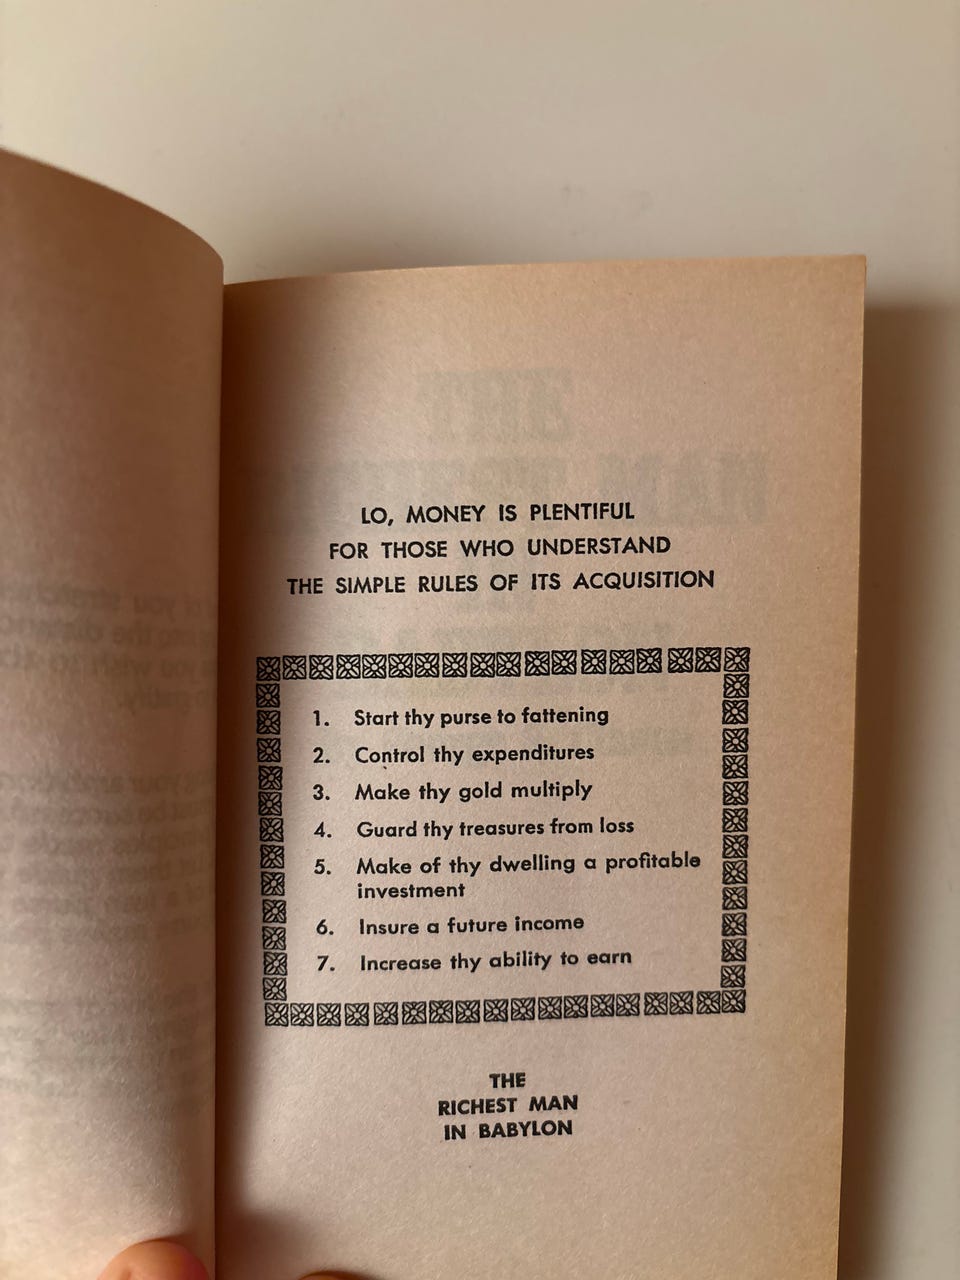 LO, MONEY IS PLENTIFUL
FOR THOSE WHO UNDERSTAND
THE SIMPLE RULES OF ITS ACQUISITION
1. Start thy purse to fattening
2. Control thy expenditures
3. Make thy gold multiply
4. Guard thy treasures from loss
5. Make of thy dwelling a profitable
investment
6. Insure a future income
7. Increase thy ability to earn
THE
RICHEST MAN
IN BABYLON